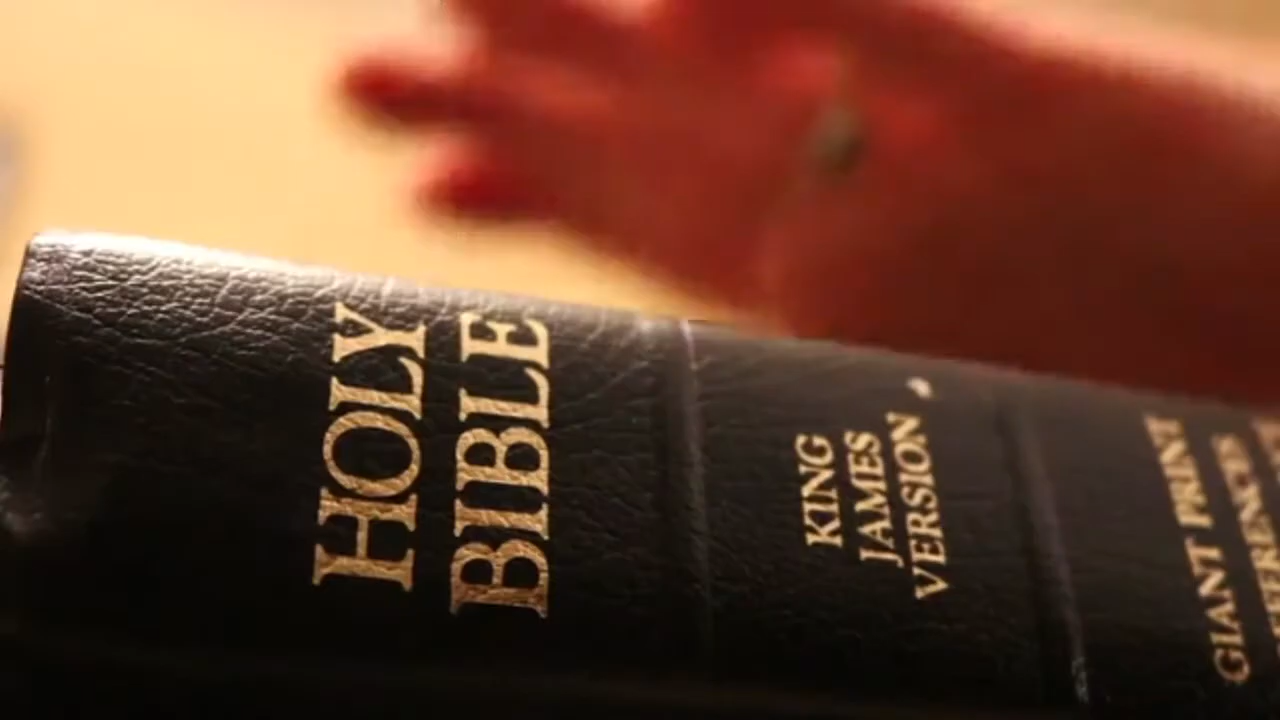 HOLY
BIBLE
KING
JAMES
VERSION
GIANT PRINT